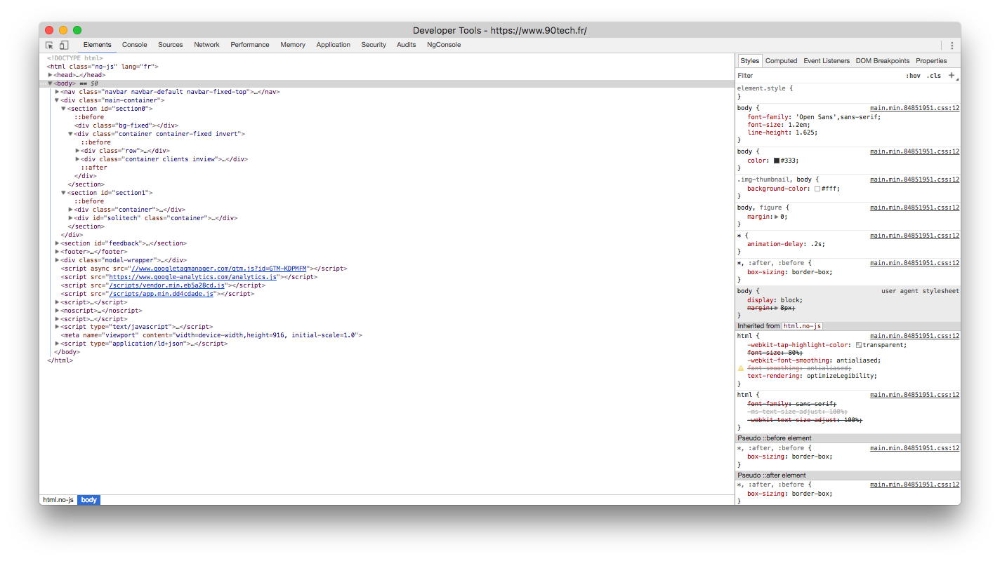 Developer Tools - https://www.90tech.fr/
Elements Console Sources Network Performance Memory Application Security Audits NgConsole
<!DOCTYPE html>
<html class="no-js" lang="fr">
<head>…</head>
<body> == $0
<nav class="navbar navbar-default navbar-fixed-top">…</nav>
<div class="main-container">
<section id="section0">
::before
<div class="bg-fixed"></div>
<div class="container container-fixed invert">
::before
<div class="row">…</div>
<div class="container clients inview">…</div>
::after
</div>
</section>
<section id="section1">
::before
<div class="container">…</div>
<div id="solitech" class="container">…</div>
</section>
</div>
<section id="feedback">…</section>
<footer>…</footer>
<div class="modal-wrapper">…</div>
<script async src="//www.googletagmanager.com/gtm.js?id=GTM-KDPMFM"></script>
<script src="https://www.google-analytics.com/analytics.js"></script>
<script src="/scripts/vendor.min.eb5a28cd.js"></script>
<script src="/scripts/app.min.dd4cdade.js"></script>
<script>…</script>
<noscript>…</noscript>
<script>…</script>
<script type="text/javascript">…</script>
<meta name="viewport" content="width=device-width,height=916, initial-scale=1.0">
<script type="application/ld+json">…</script>
</body>
</html>
html.no-js body
Styles Computed Event Listeners DOM Breakpoints Properties
Filter :hov .cls +
element.style {
}
body { main.min.84851951.css:12
font-family: 'Open Sans',sans-serif;
font-size: 1.2em;
line-height: 1.625;
}
body { main.min.84851951.css:12
color: #333;
}
.img-thumbnail, body { main.min.84851951.css:12
background-color: #fff;
}
body, figure { main.min.84851951.css:12
margin: 0;
}
* { main.min.84851951.css:12
animation-delay: .2s;
}
*, :after, :before { main.min.84851951.css:12
box-sizing: border-box;
}
body { user agent stylesheet
display: block;
margin: 8px;
}
Inherited from html.no-js
html { main.min.84851951.css:12
-webkit-tap-highlight-color: transparent;
font-size: 80%;
-webkit-font-smoothing: antialiased;
font-smoothing: antialiased;
text-rendering: optimizeLegibility;
}
html { main.min.84851951.css:12
font-family: sans-serif;
-ms-text-size-adjust: 100%;
-webkit-text-size-adjust: 100%;
}
Pseudo ::before element
*, :after, :before { main.min.84851951.css:12
box-sizing: border-box;
}
Pseudo ::after element
*, :after, :before { main.min.84851951.css:12
box-sizing: border-box;
}